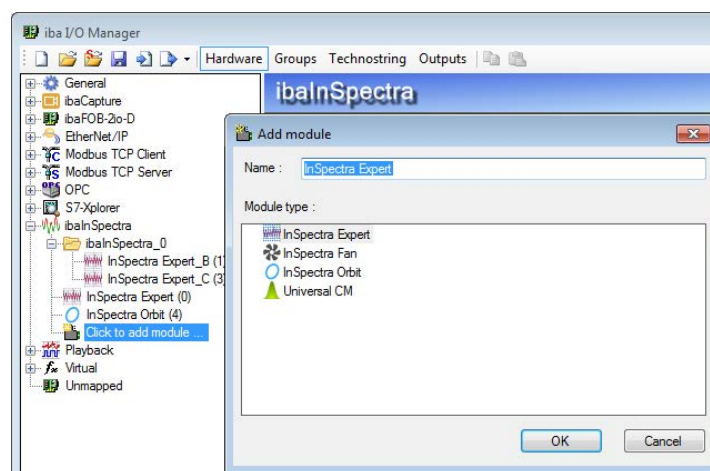 iba I/O Manager
Hardware Groups Technostring Outputs
General
ibaCapture
ibaFOB-2io-D
EtherNet/IP
Modbus TCP Client
Modbus TCP Server
OPC
S7-Xplorer
ibaInSpectra
ibaInSpectra_0
InSpectra Expert_B (1)
InSpectra Expert_C (3)
InSpectra Expert (0)
InSpectra Orbit (4)
Click to add module ...
Playback
Virtual
Unmapped
ibaInSpectra
Add module
Name : InSpectra Expert
Module type :
InSpectra Expert
InSpectra Fan
InSpectra Orbit
Universal CM
OK Cancel